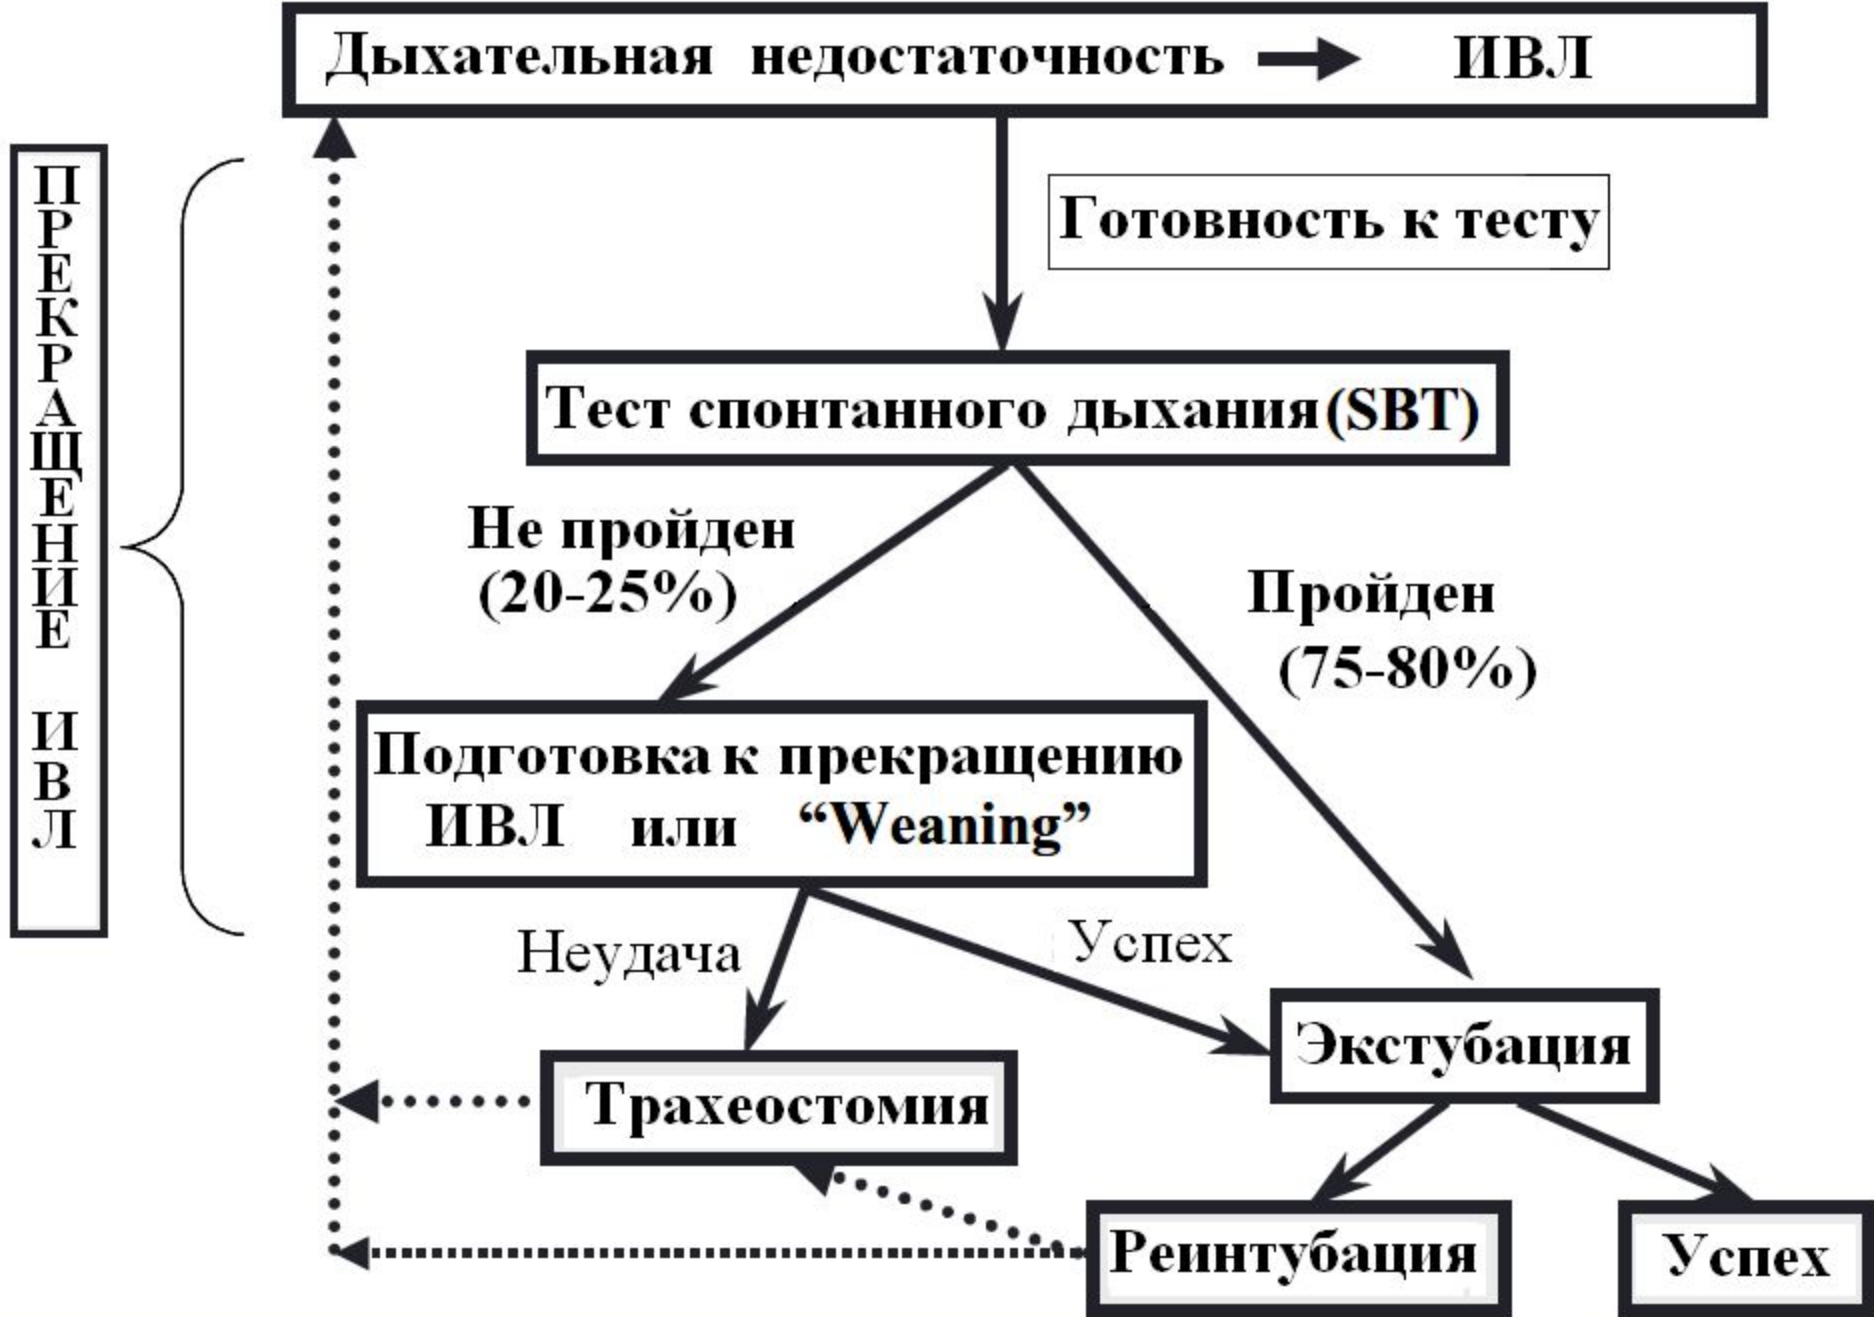 Дыхательная недостаточность ИВЛ
ПРЕКРАЩЕНИЕ ИВЛ
Готовность к тесту
Тест спонтанного дыхания (SBT)
Не пройден
(20-25%)
Пройден
(75-80%)
Подготовка к прекращению
ИВЛ или “Weaning”
Неудача
Успех
Экстубация
Трахеостомия
Реинтубация
Успех